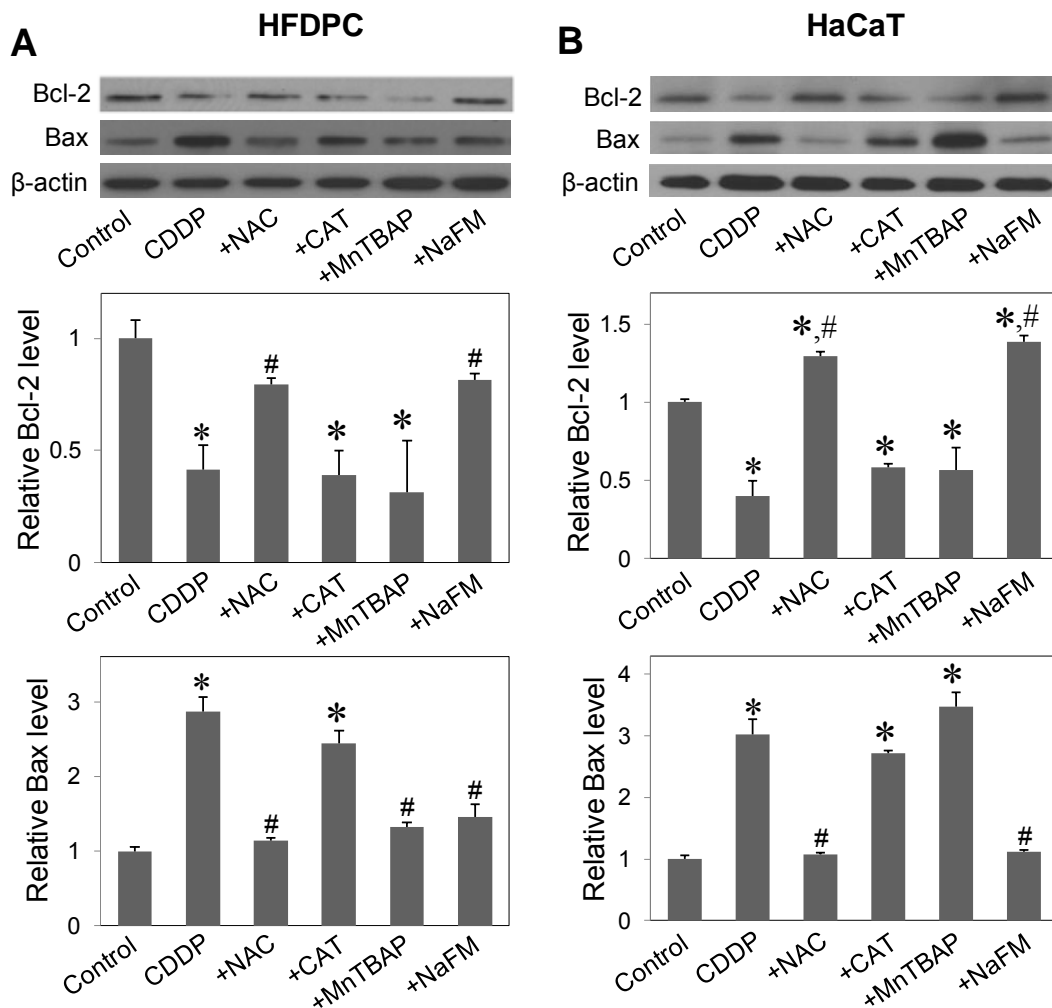 A
HFDPC
Bcl-2
Bax
β-actin
Control CDDP +NAC +CAT +MnTBAP +NaFM
Relative Bcl-2 level
1
0.5
0
* # * * #
Control CDDP +NAC +CAT +MnTBAP +NaFM
Relative Bax level
3
2
1
0
* # * # #
Control CDDP +NAC +CAT +MnTBAP +NaFM
B
HaCaT
Bcl-2
Bax
β-actin
Control CDDP +NAC +CAT +MnTBAP +NaFM
Relative Bcl-2 level
1.5
1
0.5
0
* *,# * * *,#
Control CDDP +NAC +CAT +MnTBAP +NaFM
Relative Bax level
4
3
2
1
0
* # * * #
Control CDDP +NAC +CAT +MnTBAP +NaFM